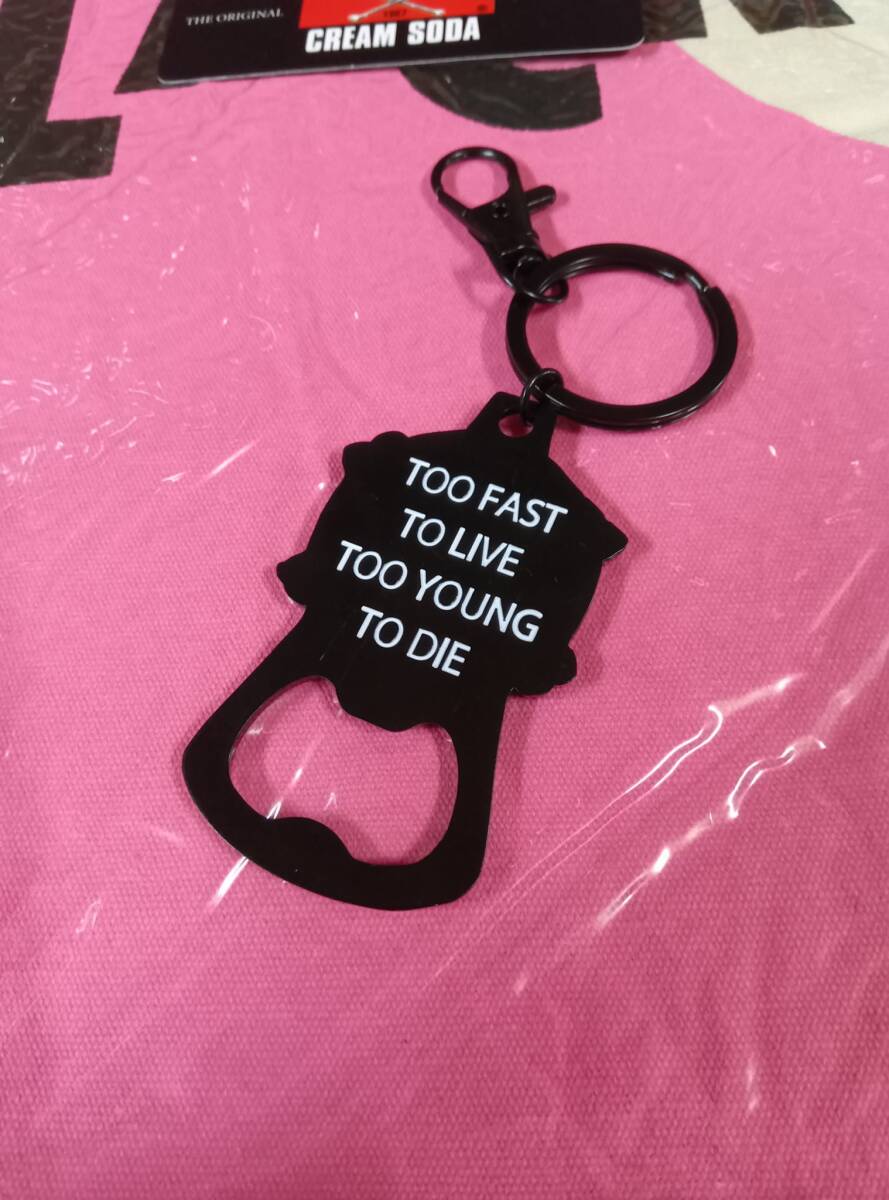 THE ORIGINAL
CREAM SODA
TOO FAST
TO LIVE
TOO YOUNG
TO DIE